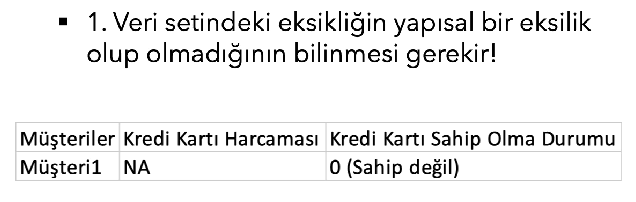 ▪ 1. Veri setindeki eksikliğin yapısal bir eksilik
olup olmadığının bilinmesi gerekir!
Müşteriler Kredi Kartı Harcaması Kredi Kartı Sahip Olma Durumu
Müşteri1 NA 0 (Sahip değil)